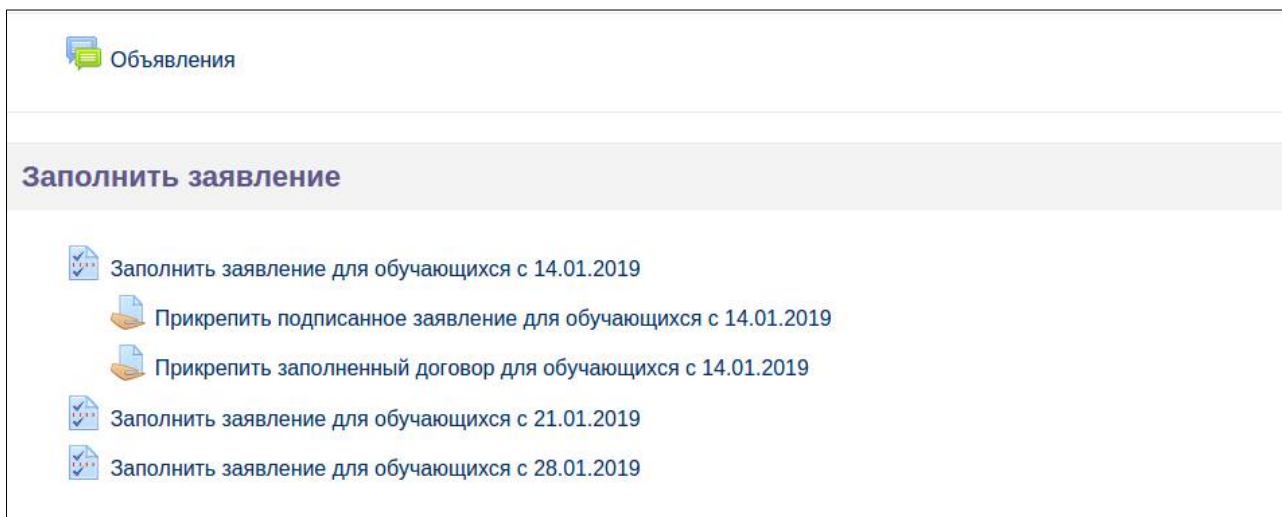 Объявления
Заполнить заявление
Заполнить заявление для обучающихся с 14.01.2019
Прикрепить подписанное заявление для обучающихся с 14.01.2019
Прикрепить заполненный договор для обучающихся с 14.01.2019
Заполнить заявление для обучающихся с 21.01.2019
Заполнить заявление для обучающихся с 28.01.2019